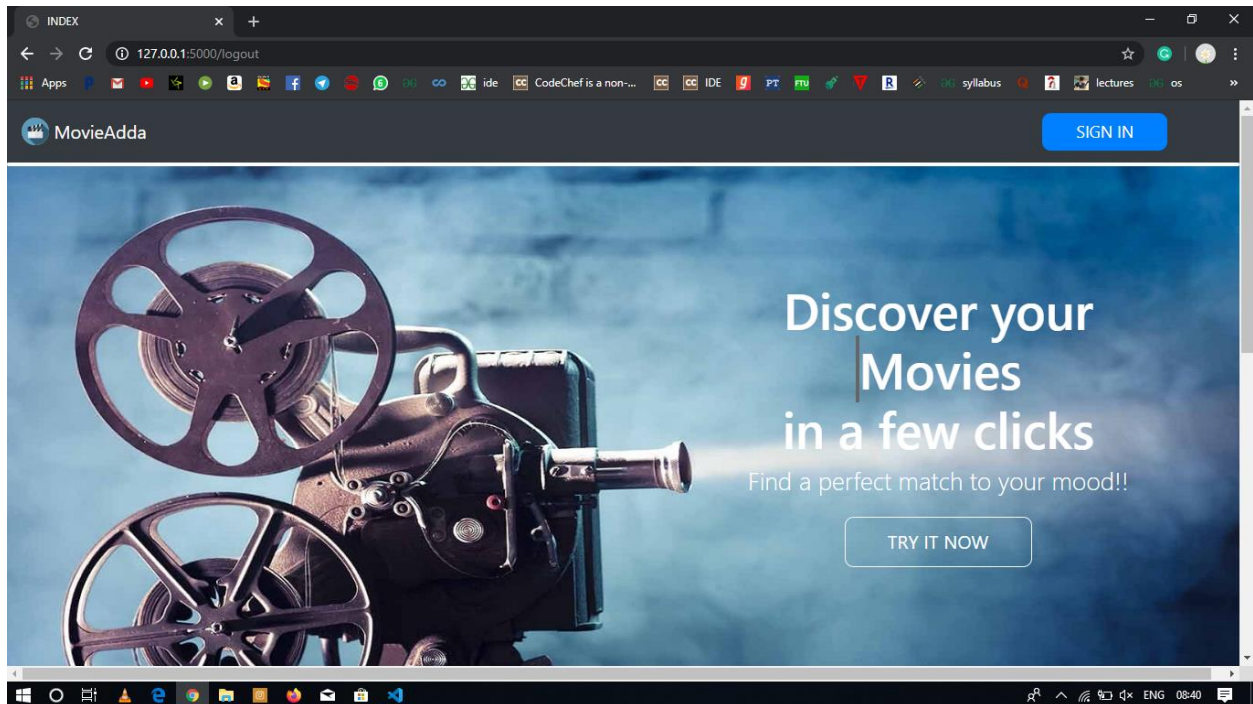 INDEX
127.0.0.1:5000/logout
Apps ide CodeChef is a non-... IDE syllabus lectures os
MovieAdda
SIGN IN
Discover your
Movies
in a few clicks
Find a perfect match to your mood!!
TRY IT NOW
ENG 08:40